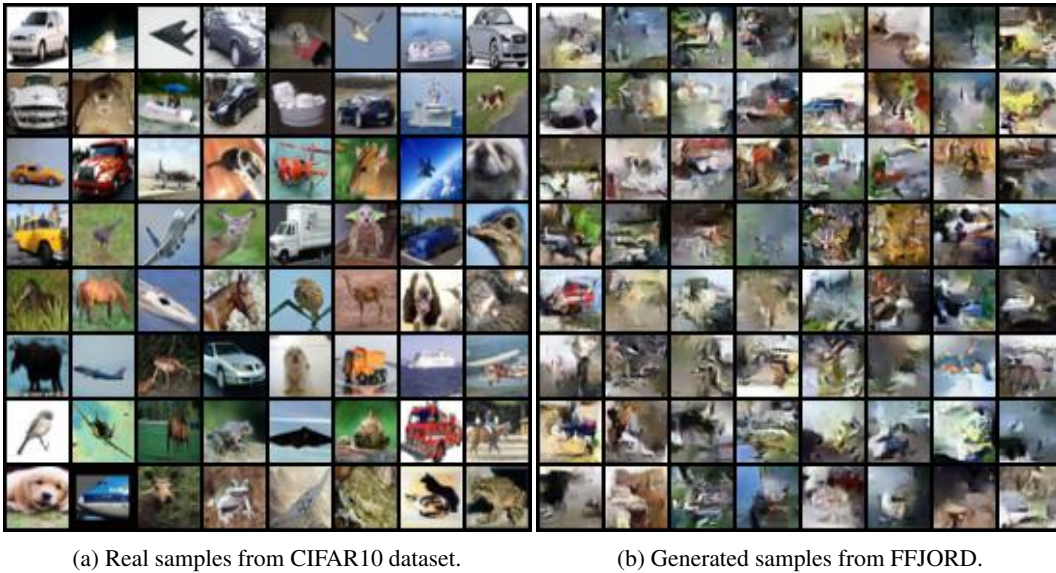 (a) Real samples from CIFAR10 dataset.
(b) Generated samples from FFJORD.